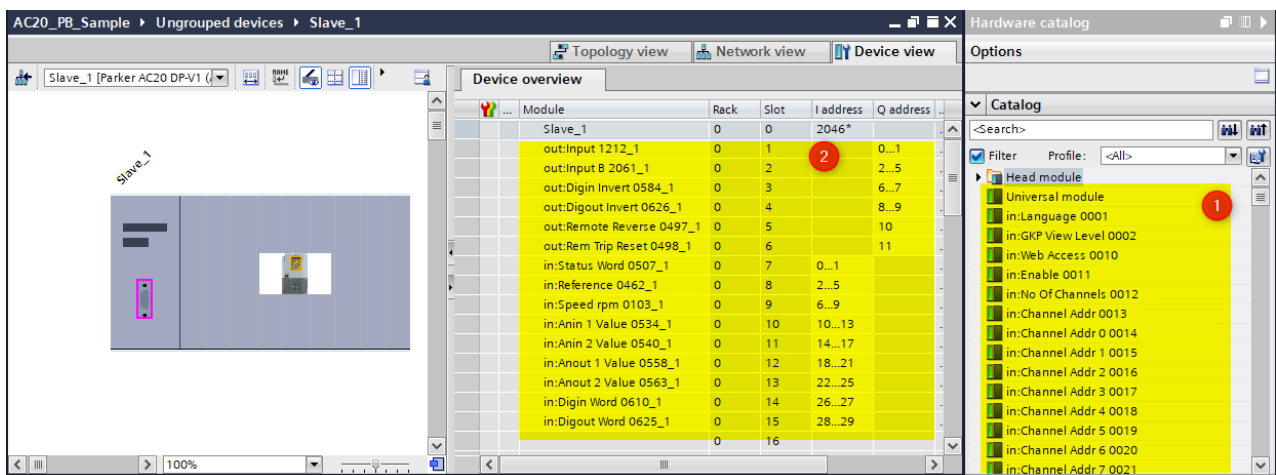 AC20_PB_Sample ▸ Ungrouped devices ▸ Slave_1
Topology view Network view Device view
Slave_1 [Parker AC20 DP-V1 (
Slave_1
100%
Device overview
... Module Rack Slot I address Q address ..
Slave_1 0 0 2046*
out:Input 1212_1 0 1 0...1
out:Input B 2061_1 0 2 2...5
out:Digin Invert 0584_1 0 3 6...7
out:Digout Invert 0626_1 0 4 8...9
out:Remote Reverse 0497_1 0 5 10
out:Rem Trip Reset 0498_1 0 6 11
in:Status Word 0507_1 0 7 0...1
in:Reference 0462_1 0 8 2...5
in:Speed rpm 0103_1 0 9 6...9
in:Anin 1 Value 0534_1 0 10 10...13
in:Anin 2 Value 0540_1 0 11 14...17
in:Anout 1 Value 0558_1 0 12 18...21
in:Anout 2 Value 0563_1 0 13 22...25
in:Digin Word 0610_1 0 14 26...27
in:Digout Word 0625_1 0 15 28...29
0 16
2
Hardware catalog
Options
Catalog
<Search>
Filter Profile: <All>
Head module
Universal module
1
in:Language 0001
in:GKP View Level 0002
in:Web Access 0010
in:Enable 0011
in:No Of Channels 0012
in:Channel Addr 0013
in:Channel Addr 0 0014
in:Channel Addr 1 0015
in:Channel Addr 2 0016
in:Channel Addr 3 0017
in:Channel Addr 4 0018
in:Channel Addr 5 0019
in:Channel Addr 6 0020
in:Channel Addr 7 0021